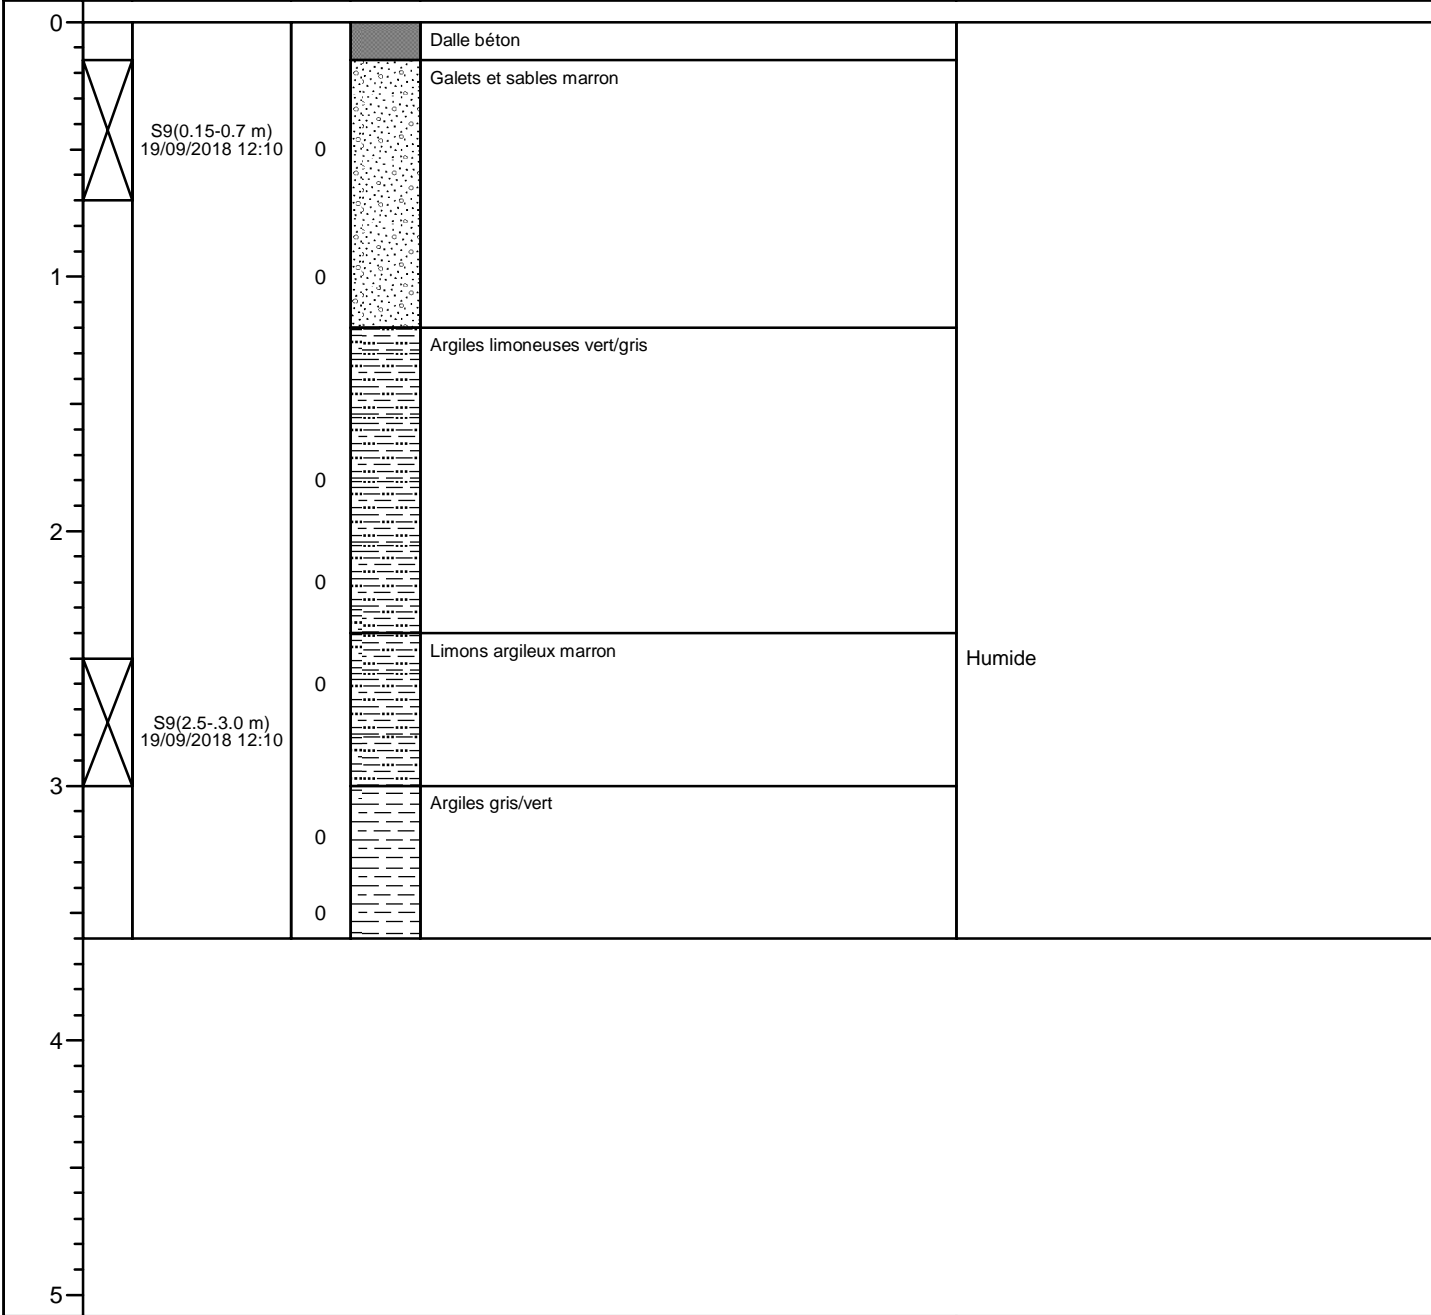 0
Dalle béton
Galets et sables marron
S9(0.15-0.7 m)
19/09/2018 12:10
0
1
0
Argiles limoneuses vert/gris
0
2
0
Limons argileux marron
Humide
0
S9(2.5-.3.0 m)
19/09/2018 12:10
3
Argiles gris/vert
0
0
4
5